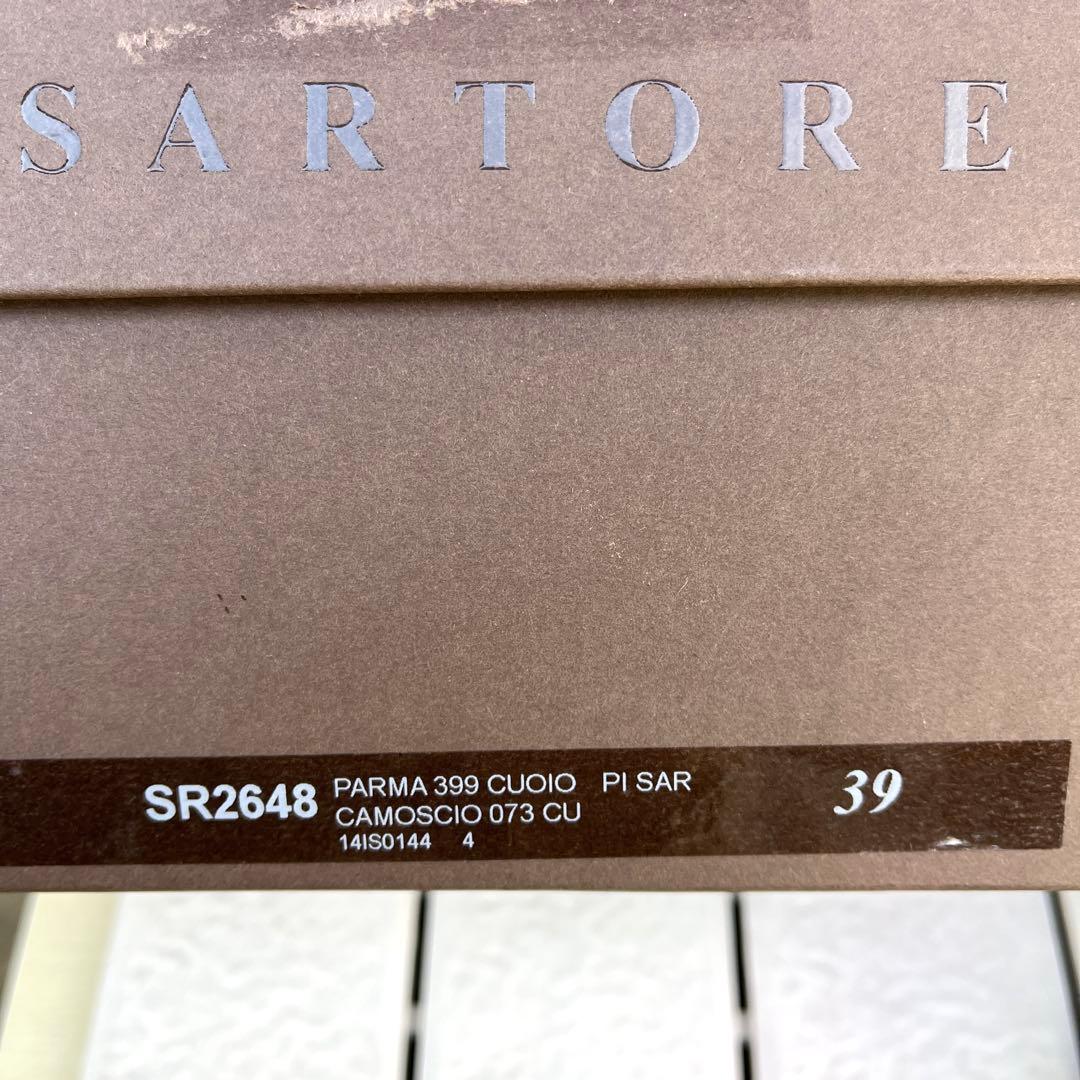 SARTORE
SR2648 PARMA 399 CUOIO PI SAR 39
CAMOSCIO 073 CU
14IS0144 4